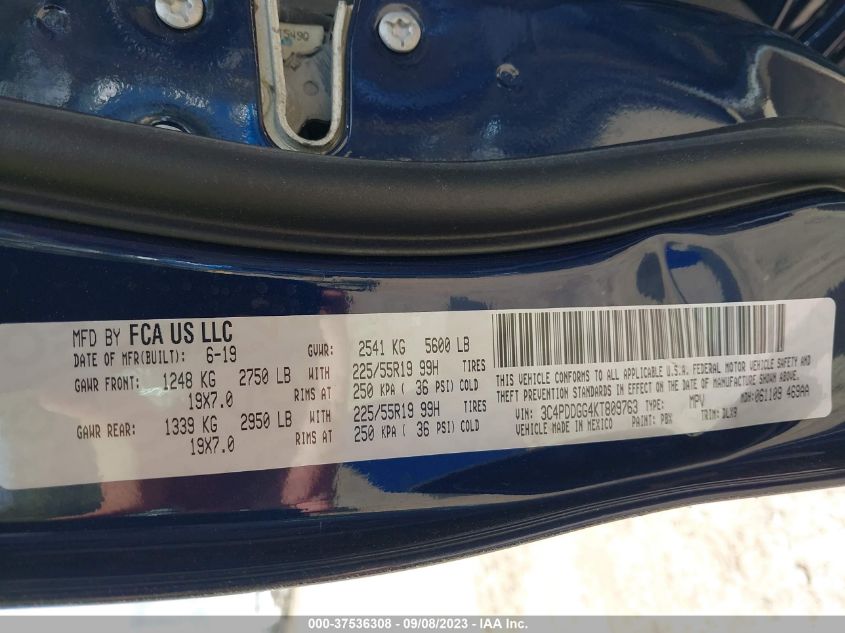 T5490
MFD BY FCA US LLC
DATE OF MFR(BUILT): 6-19 GVWR: 2541 KG 5600 LB
GAWR FRONT: 1248 KG 2750 LB WITH 225/55R19 99H TIRES
19X7.0 RIMS AT 250 KPA ( 36 PSI) COLD
GAWR REAR: 1339 KG 2950 LB WITH 225/55R19 99H TIRES
19X7.0 RIMS AT 250 KPA ( 36 PSI) COLD
THIS VEHICLE CONFORMS TO ALL APPLICABLE U.S.A. FEDERAL MOTOR VEHICLE SAFETY AND
THEFT PREVENTION STANDARDS IN EFFECT ON THE DATE OF MANUFACTURE SHOWN ABOVE.
VIN: 3C4PDDGG4KT809763 TYPE: MPV MDH: 061109 469AA
VEHICLE MADE IN MEXICO PAINT: PBX TRIM: DLX9
000-37536308 - 09/08/2023 - IAA Inc.